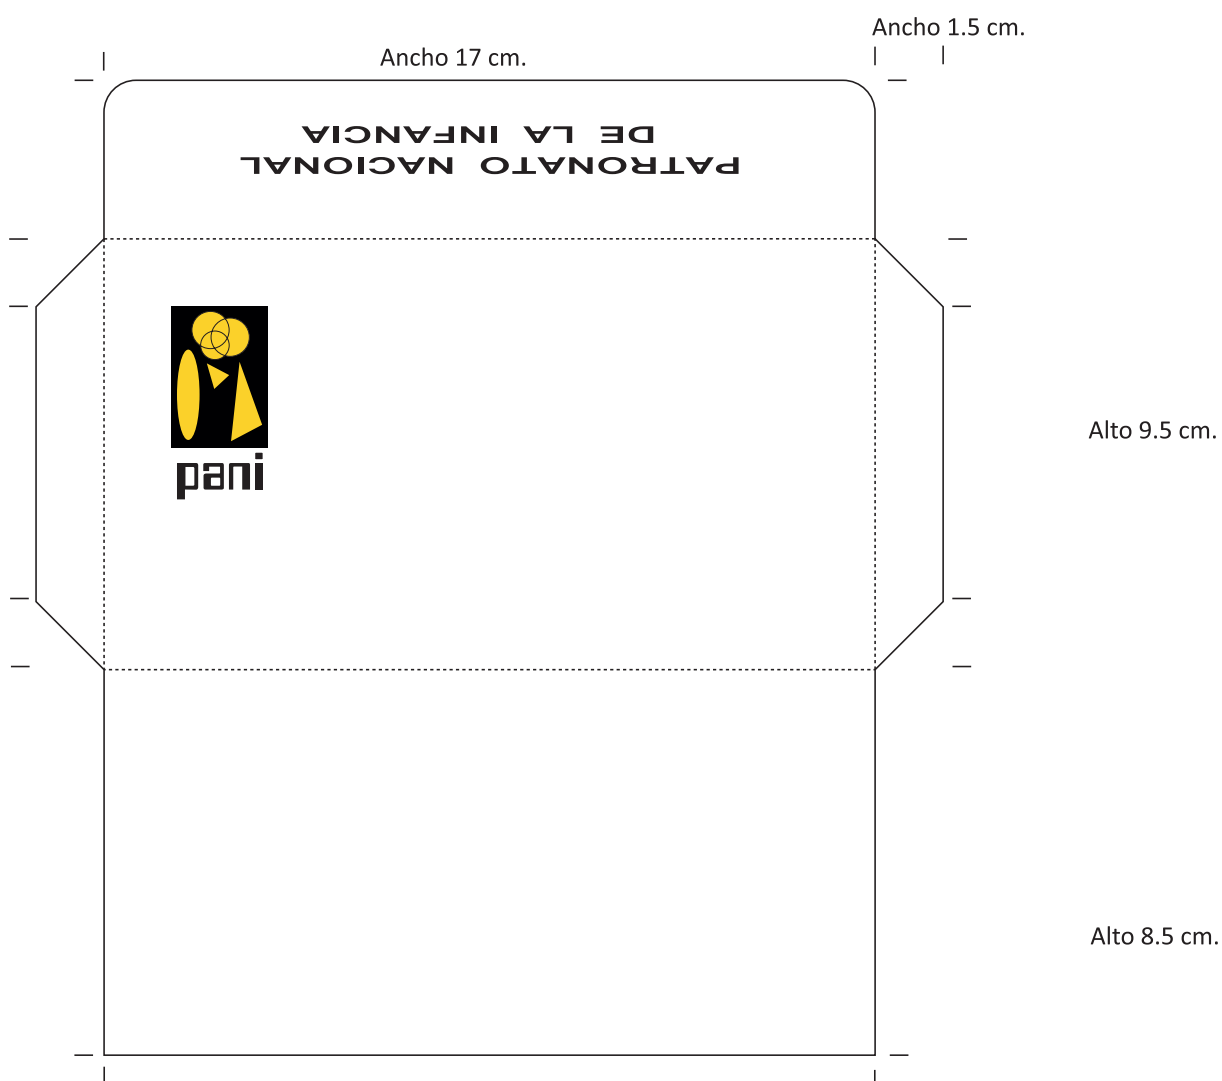 Ancho 1.5 cm.
Ancho 17 cm.
PATRONATO NACIONAL
DE LA INFANCIA
pani
Alto 9.5 cm.
Alto 8.5 cm.